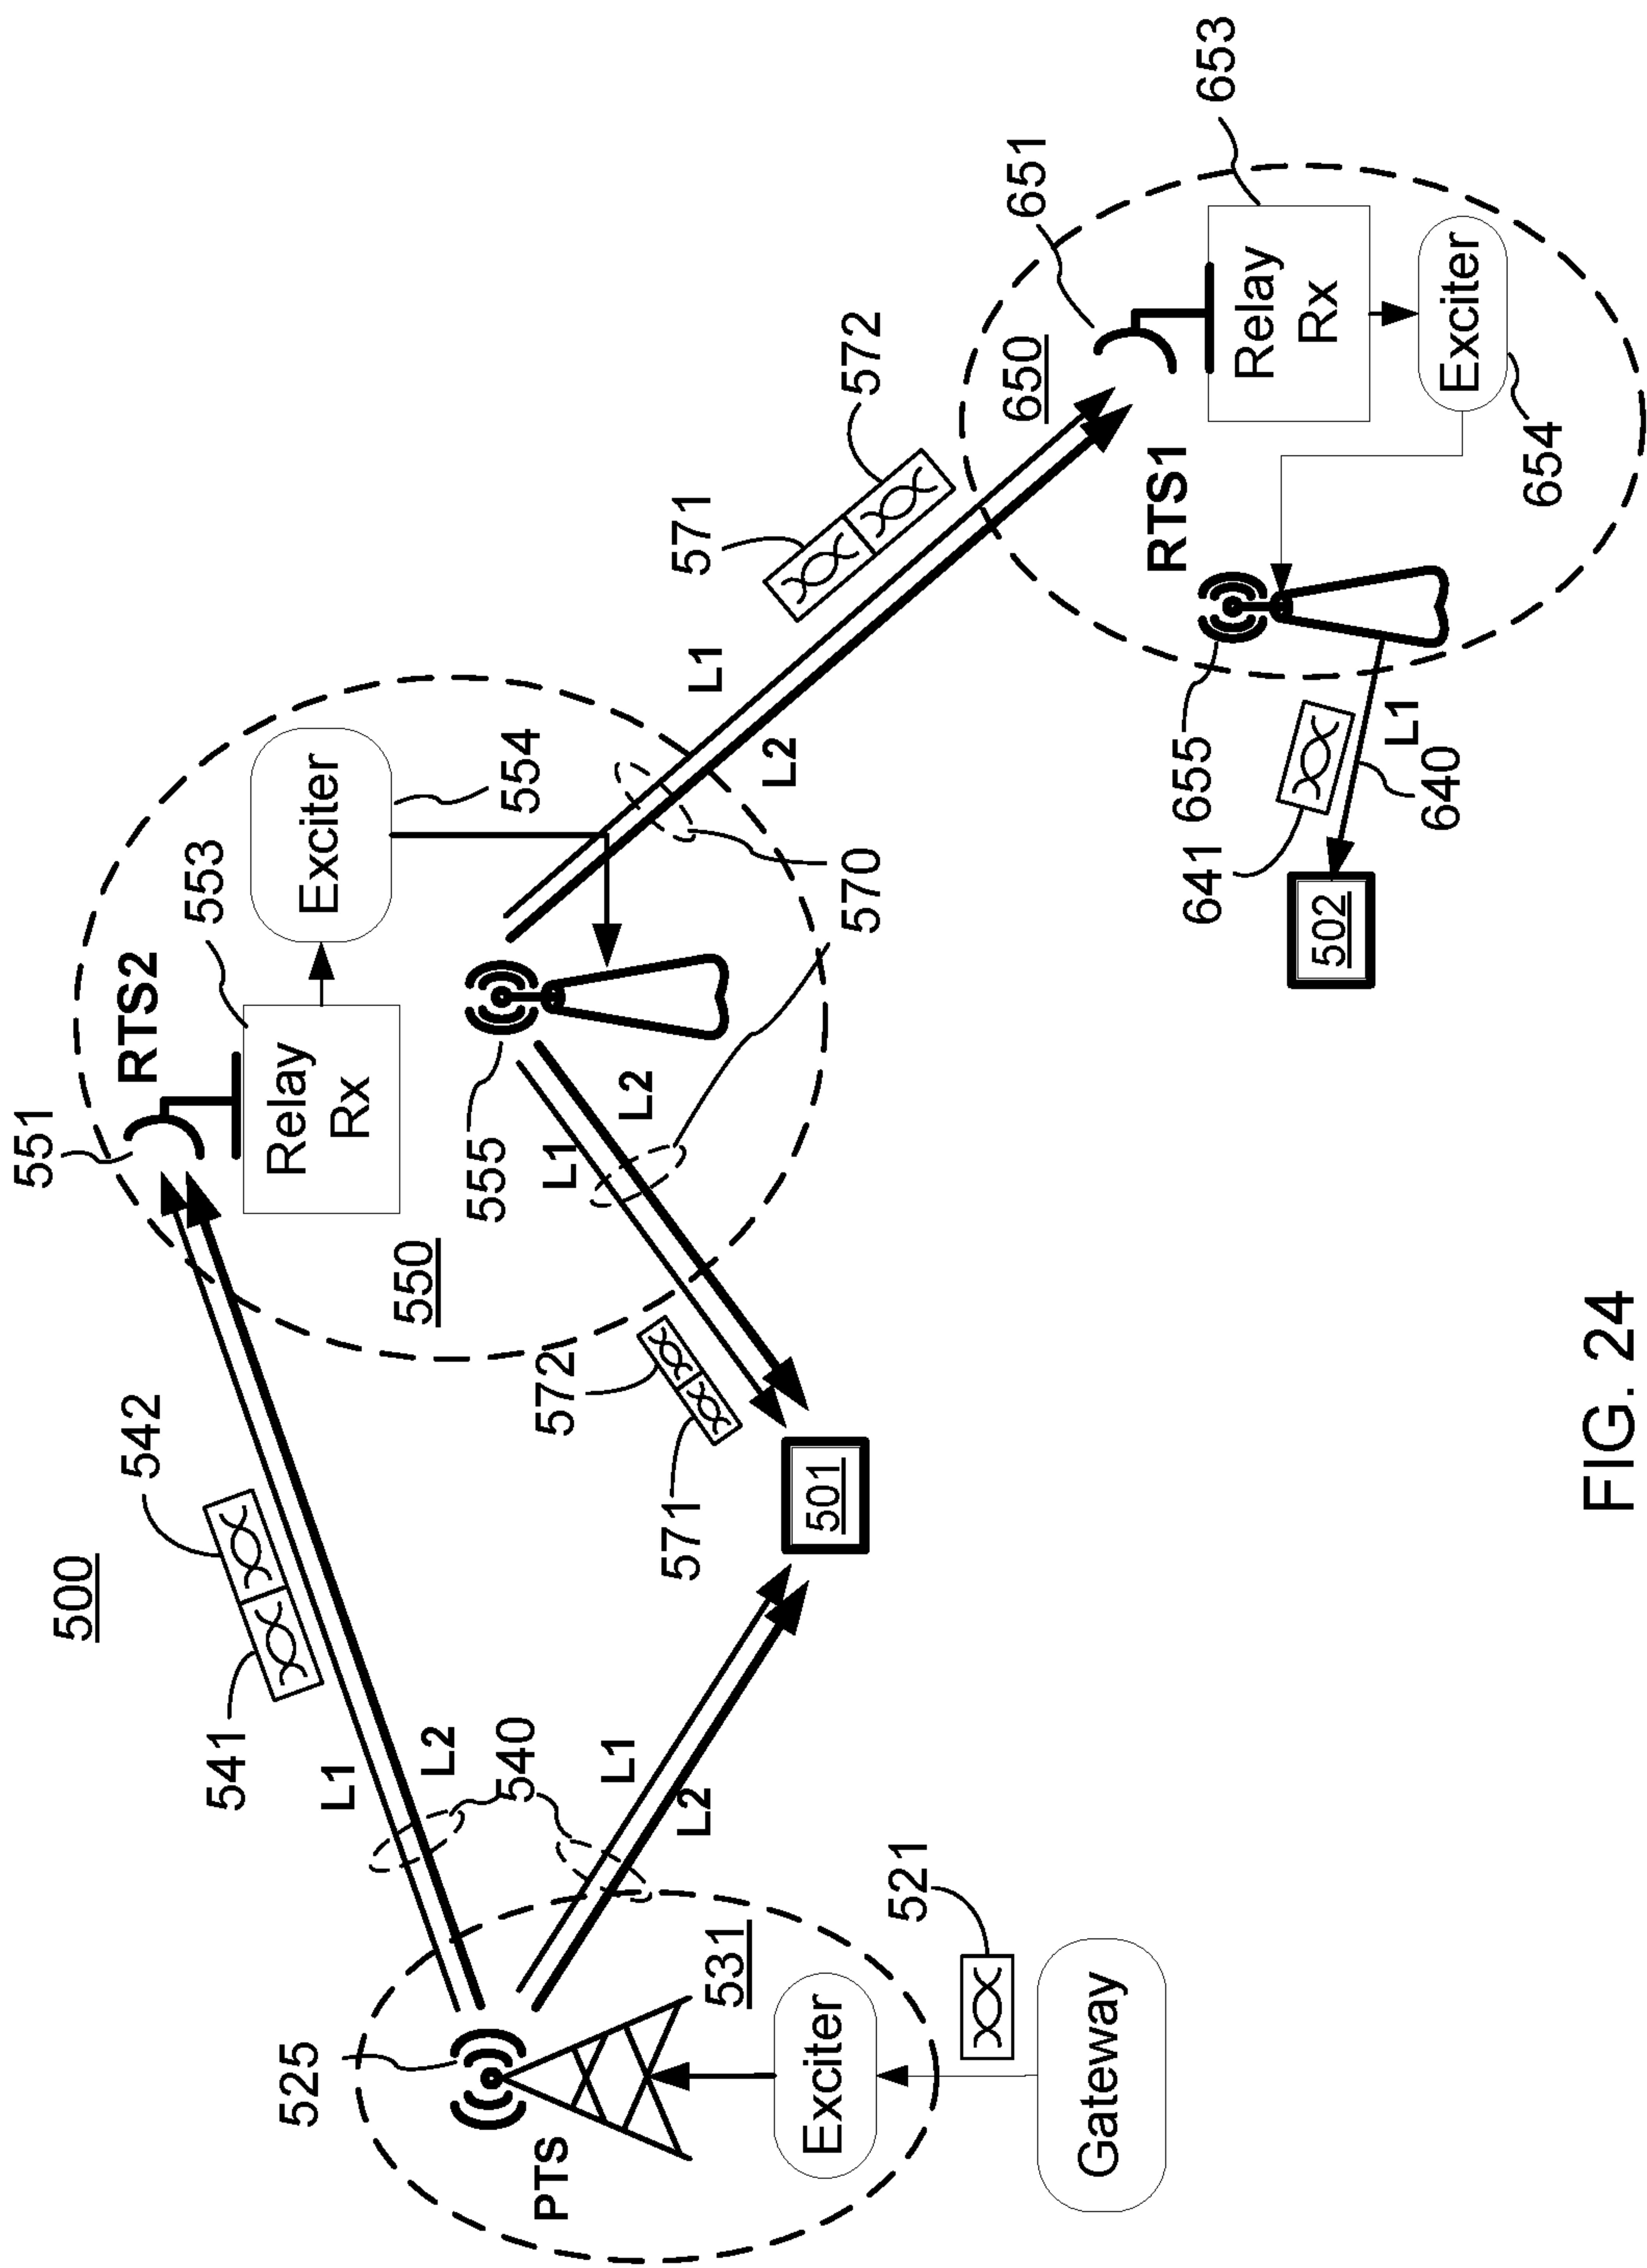 500
551
RTS2
553
Relay
Rx
Exciter
554
550
542
541
L1
L2
540
L1
L2
525
PTS
531
Exciter
521
Gateway
555
L1
L2
572
571
501
570
L1
L2
571
572
650
651
653
Relay
Rx
Exciter
654
RTS1
655
641
L1
640
502
FIG. 24